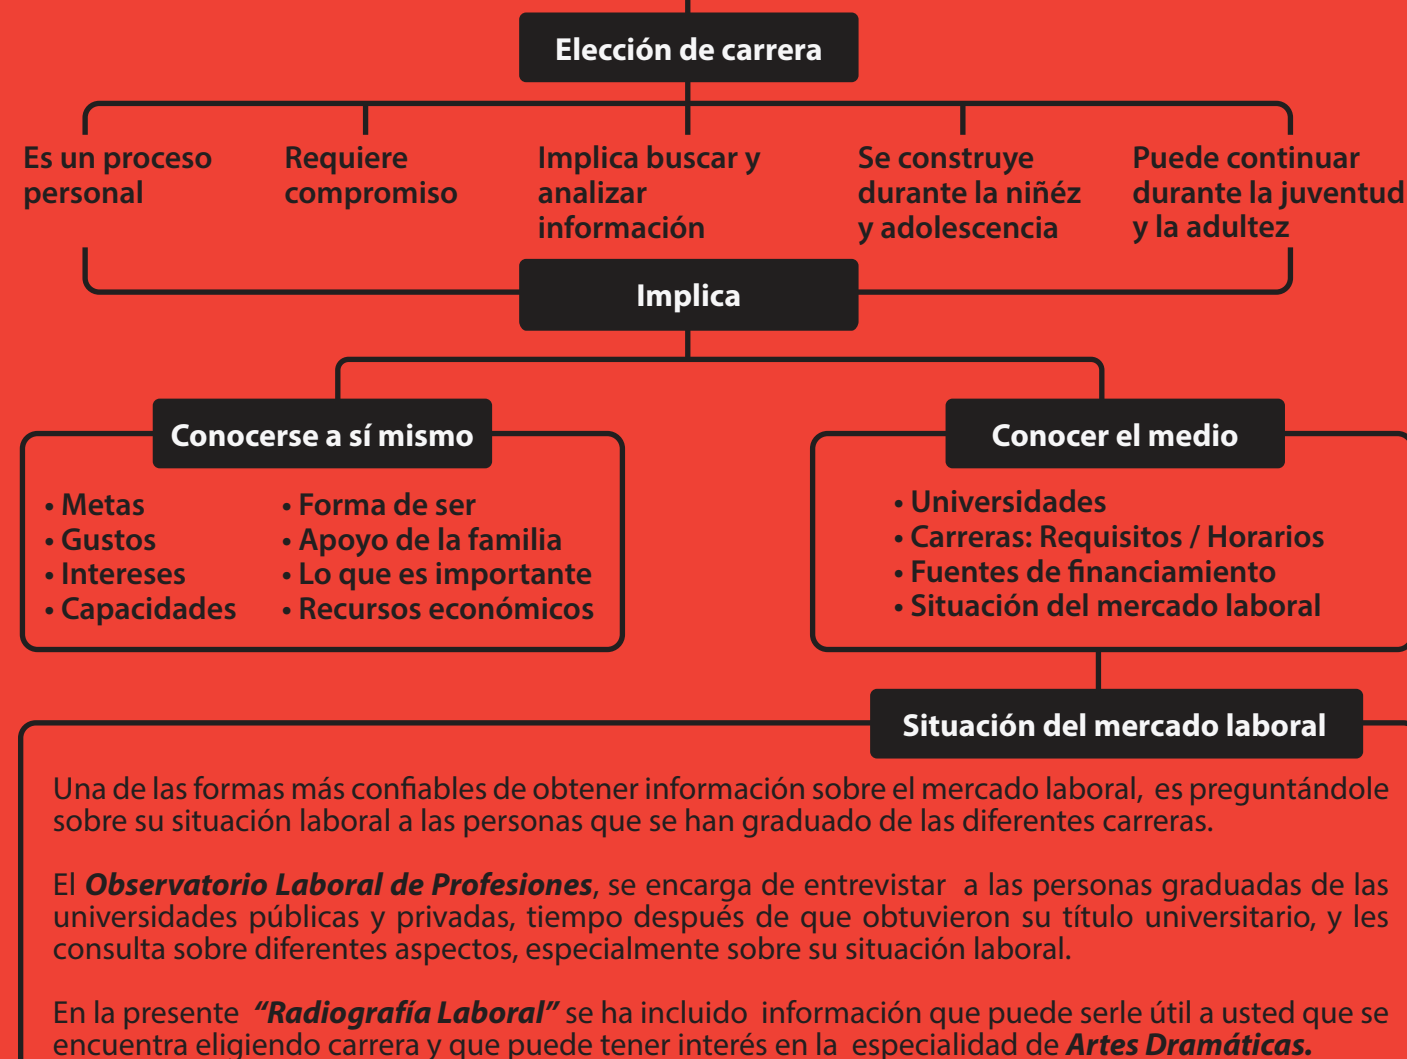 Elección de carrera
Es un proceso
personal
Requiere
compromiso
Implica buscar y
analizar
información
Se construye
durante la niñéz
y adolescencia
Puede continuar
durante la juventud
y la adultez
Implica
Conocerse a sí mismo
• Metas
• Gustos
• Intereses
• Capacidades
• Forma de ser
• Apoyo de la familia
• Lo que es importante
• Recursos económicos
Conocer el medio
• Universidades
• Carreras: Requisitos / Horarios
• Fuentes de financiamiento
• Situación del mercado laboral
Situación del mercado laboral
Una de las formas más confiables de obtener información sobre el mercado laboral, es preguntándole
sobre su situación laboral a las personas que se han graduado de las diferentes carreras.
El Observatorio Laboral de Profesiones, se encarga de entrevistar a las personas graduadas de las
universidades públicas y privadas, tiempo después de que obtuvieron su título universitario, y les
consulta sobre diferentes aspectos, especialmente sobre su situación laboral.
En la presente “Radiografía Laboral” se ha incluido información que puede serle útil a usted que se
encuentra eligiendo carrera y que puede tener interés en la especialidad de Artes Dramáticas.